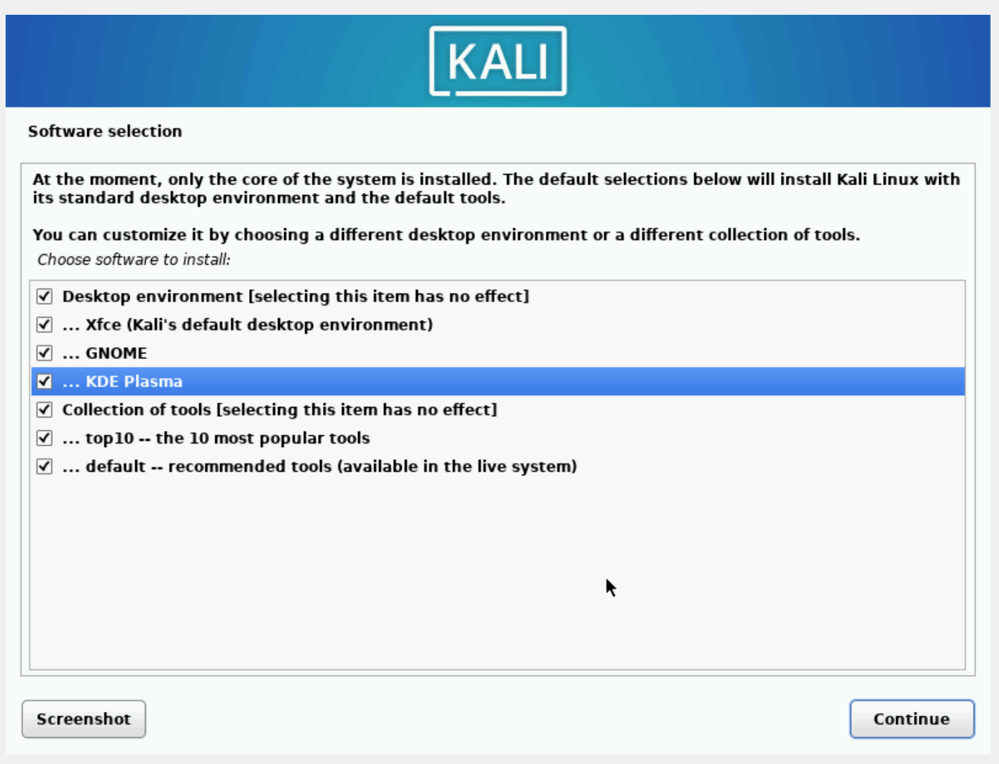 KALI
Software selection
At the moment, only the core of the system is installed. The default selections below will install Kali Linux with
its standard desktop environment and the default tools.
You can customize it by choosing a different desktop environment or a different collection of tools.
Choose software to install:
Desktop environment [selecting this item has no effect]
... Xfce (Kali's default desktop environment)
... GNOME
... KDE Plasma
Collection of tools [selecting this item has no effect]
... top10 -- the 10 most popular tools
... default -- recommended tools (available in the live system)
Screenshot
Continue